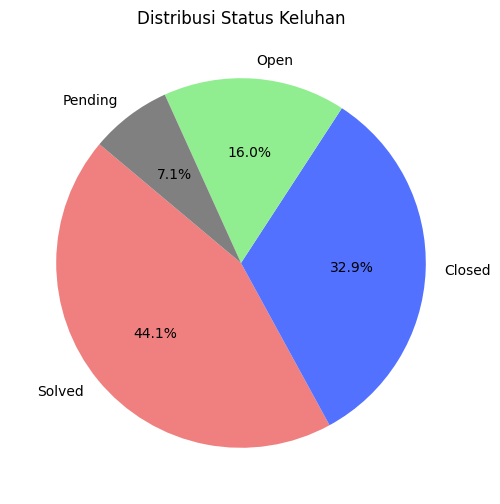 Distribusi Status Keluhan
Open
Pending
16.0%
7.1%
32.9%
Closed
44.1%
Solved